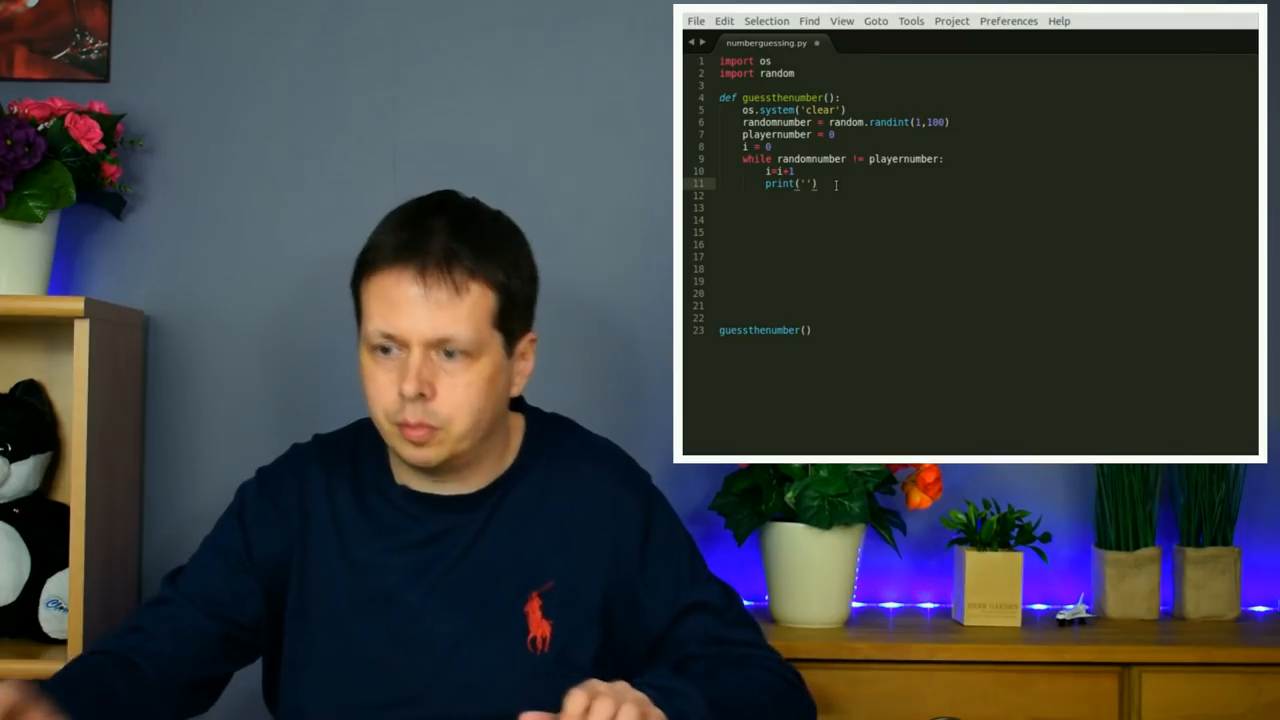 File Edit Selection Find View Goto Tools Project Preferences Help
numberguessing.py
1 import os
2 import random
3
4 def guessthenumber():
5 os.system('clear')
6 randomnumber = random.randint(1,100)
7 playernumber = 0
8 i = 0
9 while randomnumber != playernumber:
10 i=i+1
11 print('')
12
13
14
15
16
17
18
19
20
21
22
23 guessthenumber()
HERB GARDEN